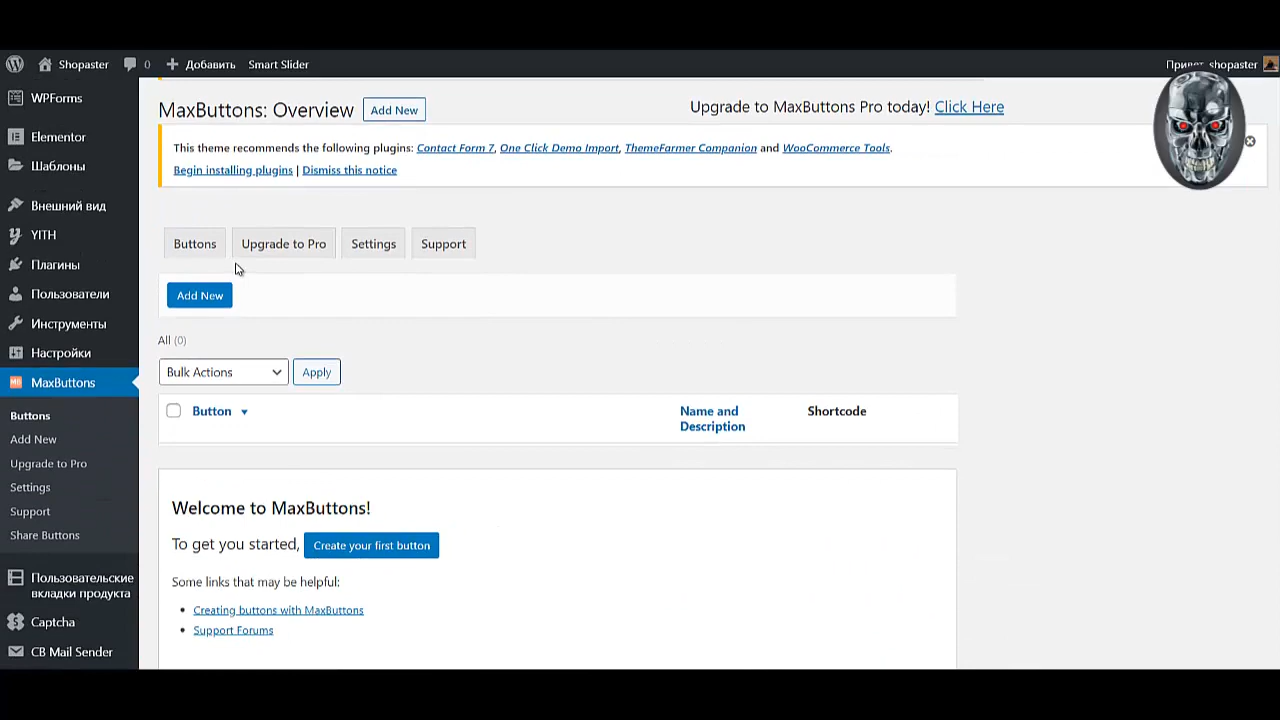 Shopaster 0 Добавить Smart Slider Привет, shopaster
WPForms
Elementor
Шаблоны
Внешний вид
YITH
Плагины
Пользователи
Инструменты
Настройки
MaxButtons
Buttons
Add New
Upgrade to Pro
Settings
Support
Share Buttons
Пользовательские
вкладки продукта
Captcha
CB Mail Sender
MaxButtons: Overview Add New Upgrade to MaxButtons Pro today! Click Here
This theme recommends the following plugins: Contact Form 7, One Click Demo Import, ThemeFarmer Companion and WooCommerce Tools.
Begin installing plugins | Dismiss this notice
Buttons Upgrade to Pro Settings Support
Add New
All (0)
Bulk Actions Apply
Button Name and Description Shortcode
Welcome to MaxButtons!
To get you started, Create your first button
Some links that may be helpful:
Creating buttons with MaxButtons
Support Forums